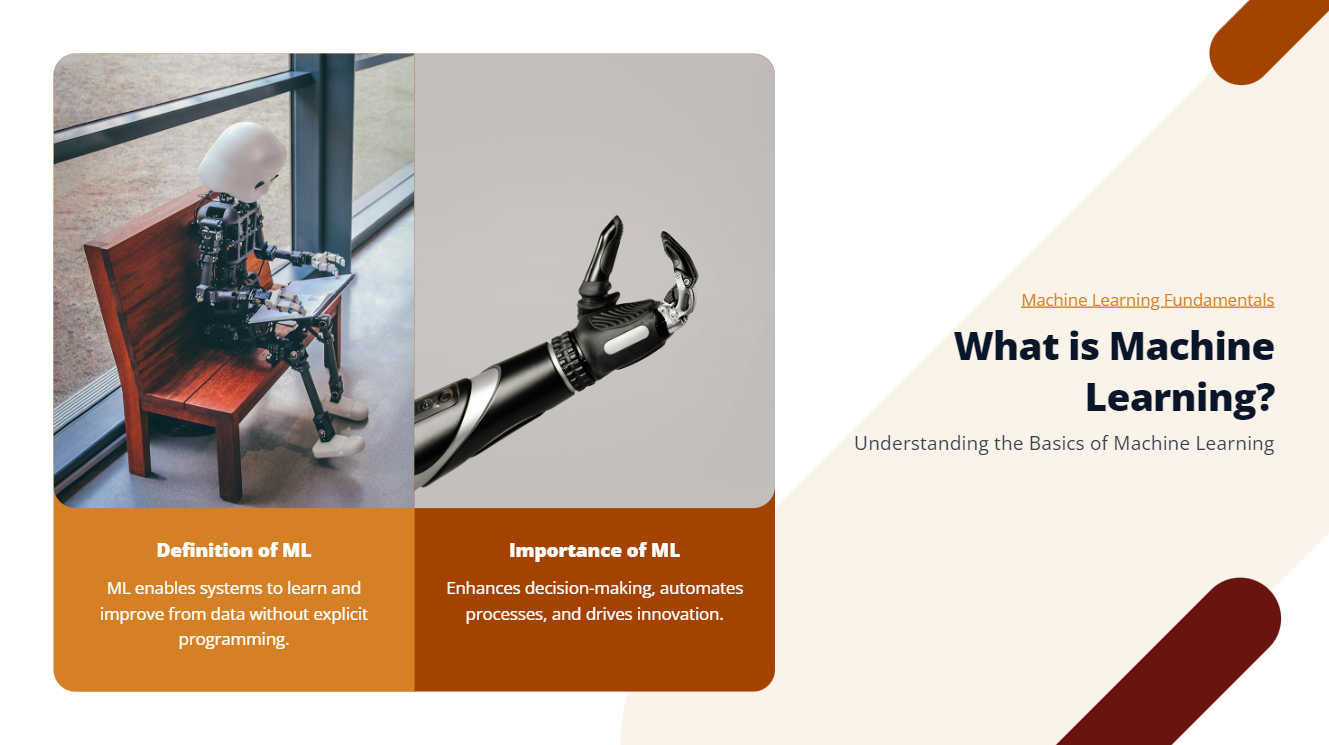 Machine Learning Fundamentals
What is Machine
Learning?
Understanding the Basics of Machine Learning
Definition of ML
ML enables systems to learn and
improve from data without explicit
programming.
Importance of ML
Enhances decision-making, automates
processes, and drives innovation.